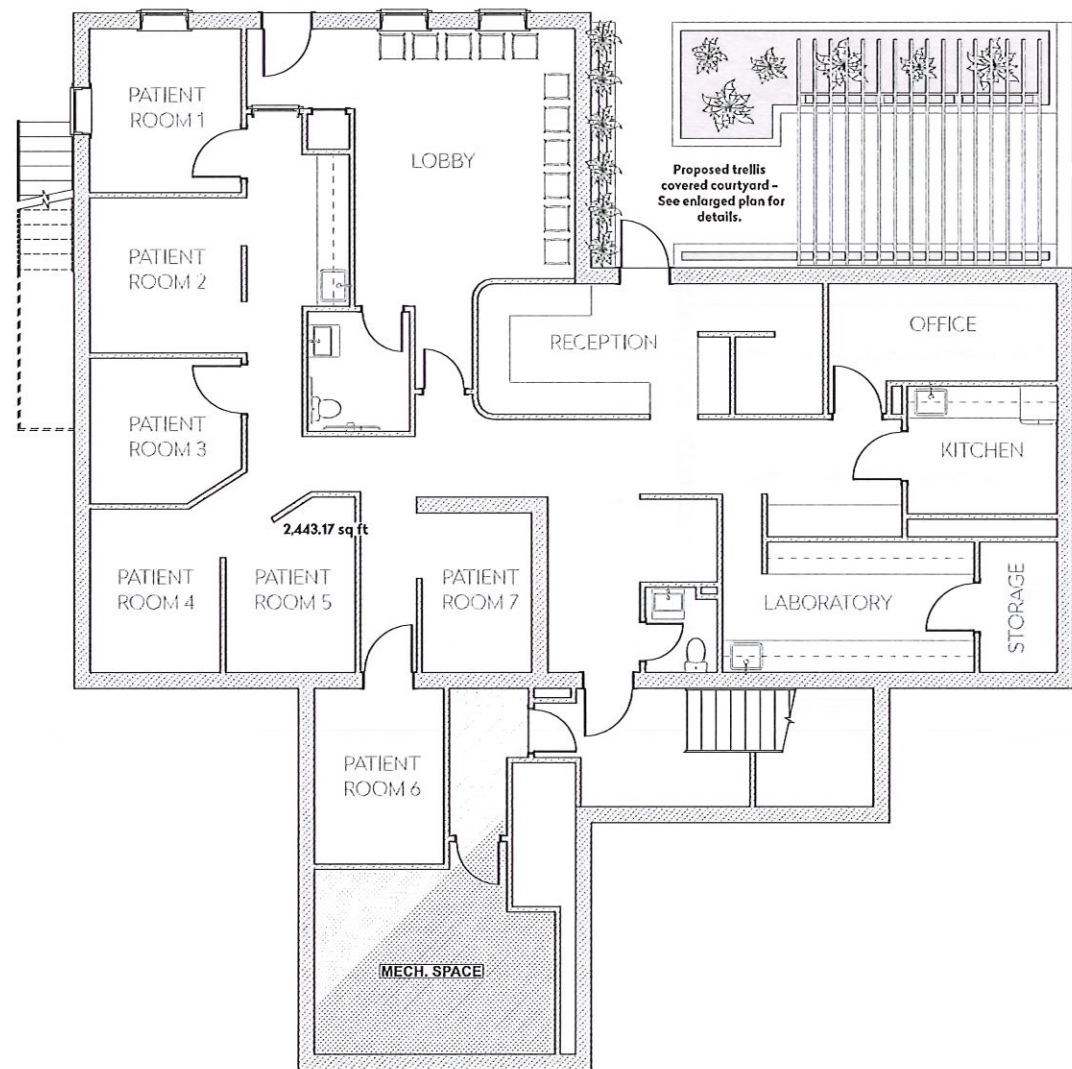 PATIENT
ROOM 1
LOBBY
Proposed trellis
covered courtyard –
See enlarged plan for
details.
PATIENT
ROOM 2
RECEPTION
OFFICE
PATIENT
ROOM 3
KITCHEN
2,443.17 sq ft
PATIENT
ROOM 4
PATIENT
ROOM 5
PATIENT
ROOM 7
LABORATORY
STORAGE
PATIENT
ROOM 6
MECH. SPACE